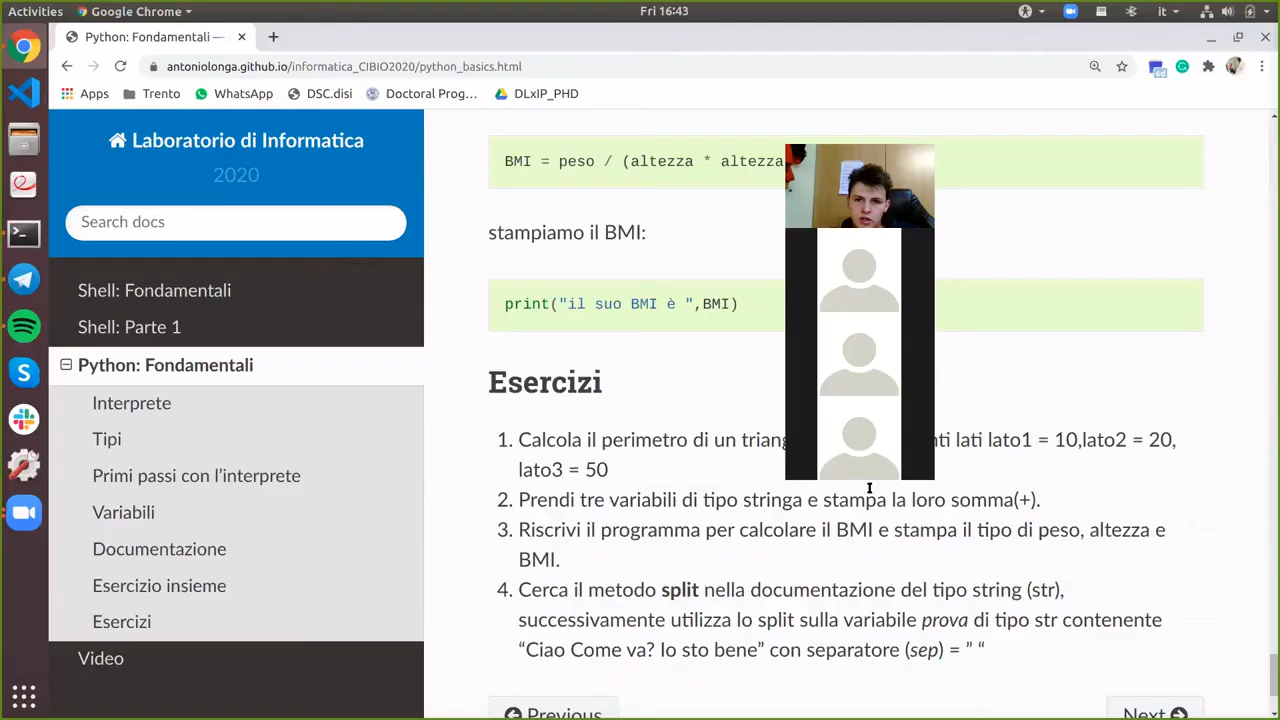 Activities
Google Chrome
Fri 16:43
it
Python: Fondamentali —
antoniolonga.github.io/informatica_CIBIO2020/python_basics.html
Apps
Trento
WhatsApp
DSC.disi
Doctoral Prog...
DLxIP_PHD
Laboratorio di Informatica
2020
Search docs
Shell: Fondamentali
Shell: Parte 1
Python: Fondamentali
Interprete
Tipi
Primi passi con l'interprete
Variabili
Documentazione
Esercizio insieme
Esercizi
Video
BMI = peso / (altezza * altezza
stampiamo il BMI:
print("il suo BMI è ",BMI)
Esercizi
1. Calcola il perimetro di un lati lato1 = 10,lato2 = 20,
lato3 = 50
2. Prendi tre variabili di tipo stringa e stampa la loro somma(+).
3. Riscrivi il programma per calcolare il BMI e stampa il tipo di peso, altezza e
BMI.
4. Cerca il metodo split nella documentazione del tipo string (str),
successivamente utilizza lo split sulla variabile prova di tipo str contenente
“Ciao Come va? Io sto bene” con separatore (sep) = ” “
Previous
Next